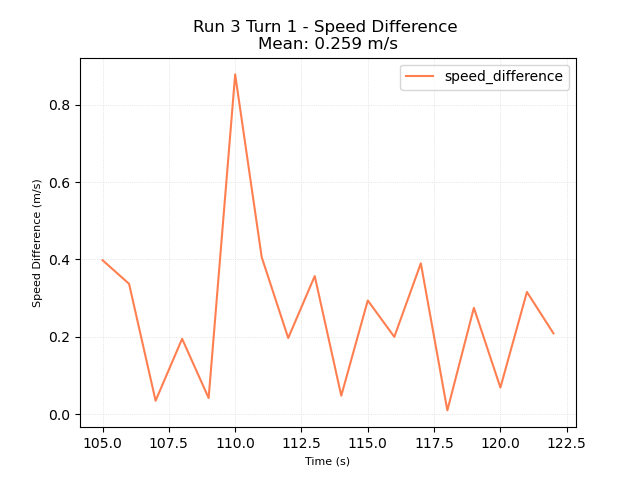 Run 3 Turn 1 - Speed Difference
Mean: 0.259 m/s
speed_difference
Speed Difference (m/s)
0.8
0.6
0.4
0.2
0.0
105.0 107.5 110.0 112.5 115.0 117.5 120.0 122.5
Time (s)